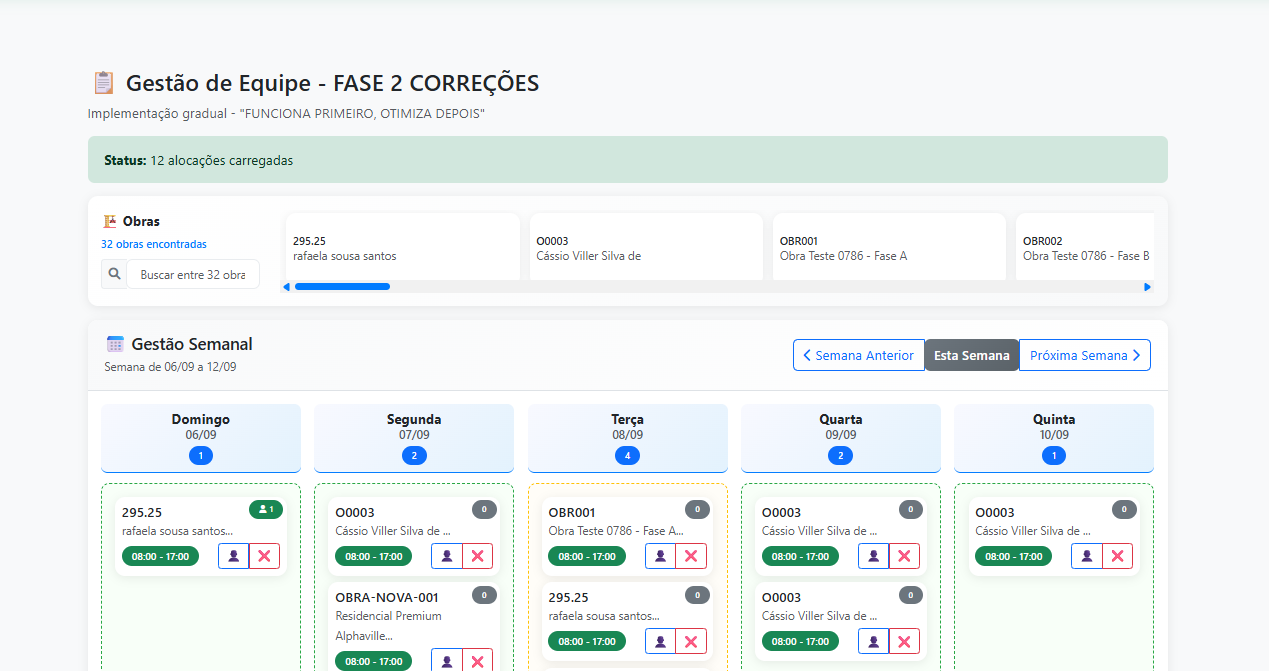 Gestão de Equipe - FASE 2 CORREÇÕES
Implementação gradual - "FUNCIONA PRIMEIRO, OTIMIZA DEPOIS"
Status: 12 alocações carregadas
Obras
32 obras encontradas
Buscar entre 32 obra
295.25
rafaela sousa santos
O0003
Cássio Viller Silva de
OBR001
Obra Teste 0786 - Fase A
OBR002
Obra Teste 0786 - Fase B
Gestão Semanal
Semana de 06/09 a 12/09
Semana Anterior
Esta Semana
Próxima Semana
Domingo
06/09
1
Segunda
07/09
2
Terça
08/09
4
Quarta
09/09
2
Quinta
10/09
1
295.25
1
rafaela sousa santos...
08:00 - 17:00
O0003
0
Cássio Viller Silva de ...
08:00 - 17:00
OBRA-NOVA-001
0
Residencial Premium
Alphaville...
08:00 - 17:00
OBR001
0
Obra Teste 0786 - Fase A...
08:00 - 17:00
295.25
0
rafaela sousa santos...
08:00 - 17:00
O0003
0
Cássio Viller Silva de ...
08:00 - 17:00
O0003
0
Cássio Viller Silva de ...
08:00 - 17:00
O0003
0
Cássio Viller Silva de ...
08:00 - 17:00